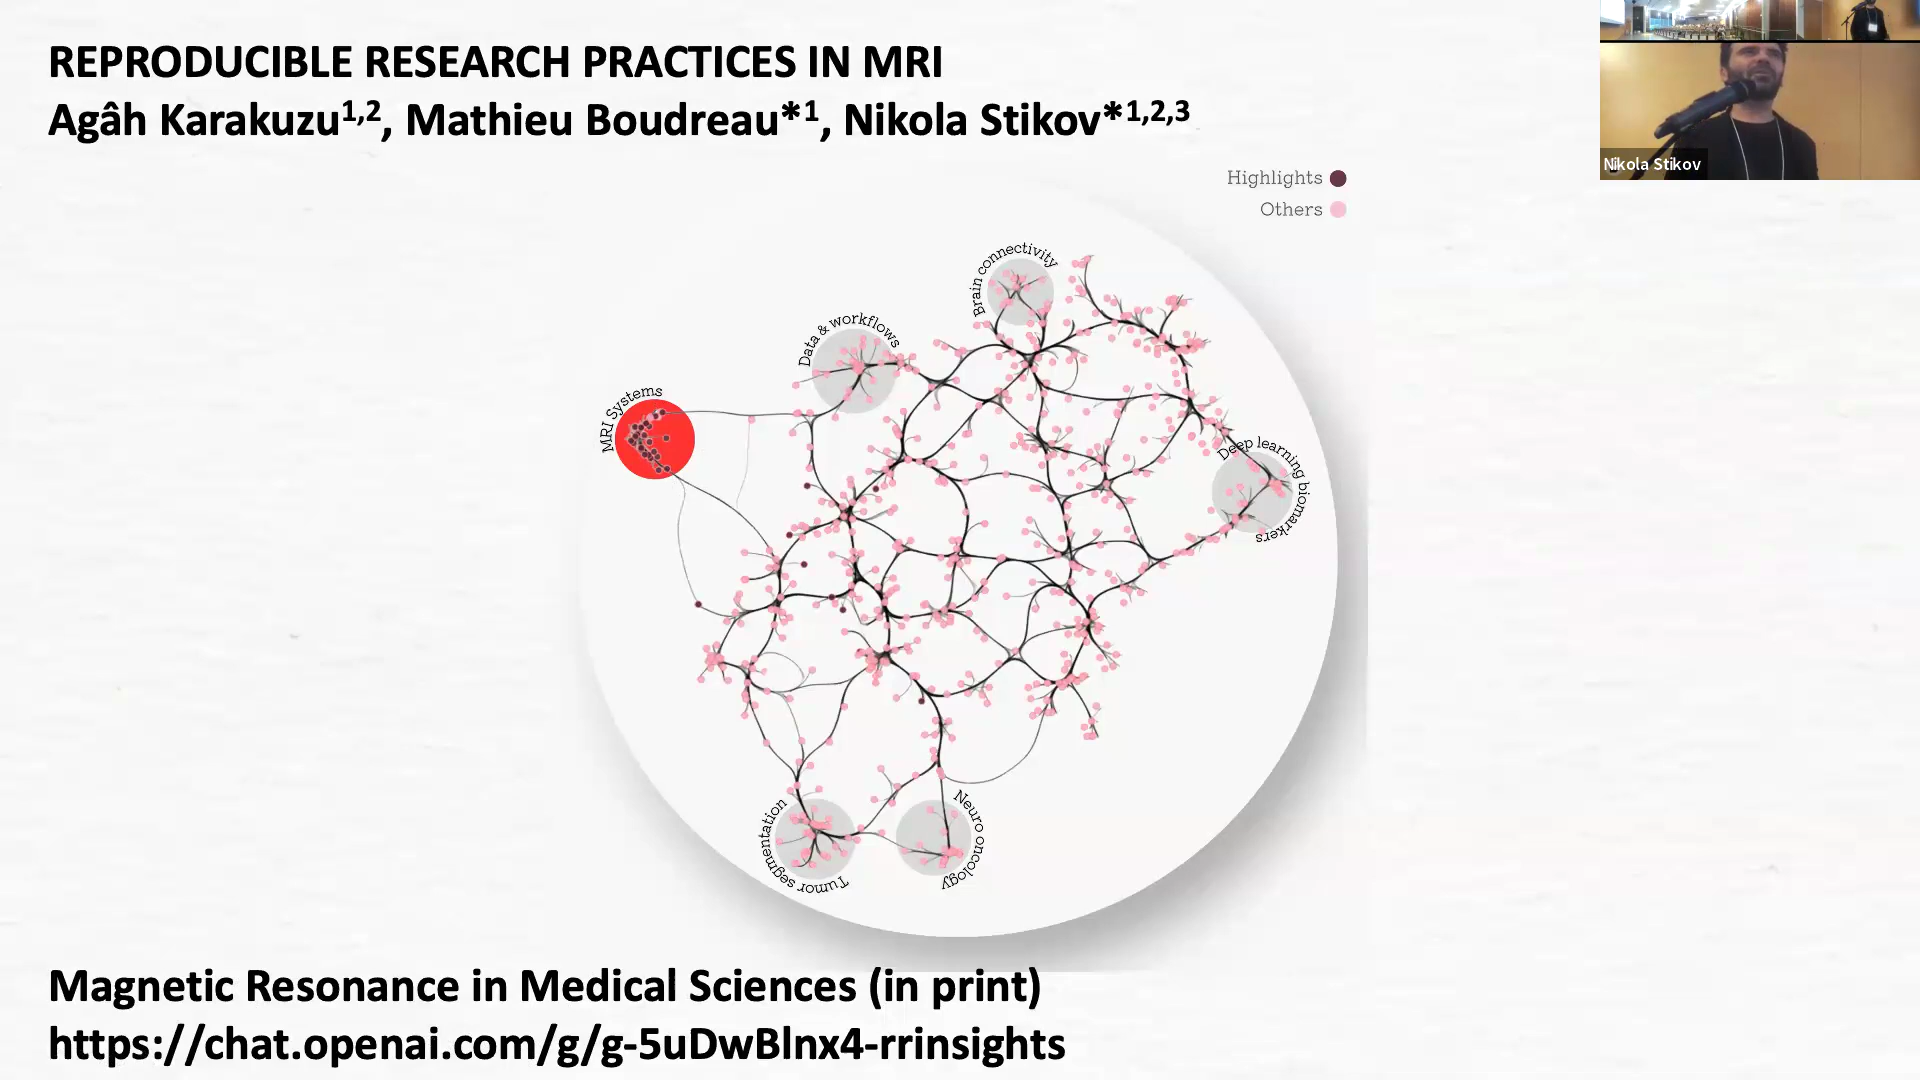 REPRODUCIBLE RESEARCH PRACTICES IN MRI
Agâh Karakuzu1,2, Mathieu Boudreau*1, Nikola Stikov*1,2,3
Nikola Stikov
Highlights
Others
Brain connectivity
Data & workflows
MRI Systems
Deep learning biomarkers
Neuro oncology
Tumor segmentation
Magnetic Resonance in Medical Sciences (in print)
https://chat.openai.com/g/g-5uDwBlnx4-rrinsights